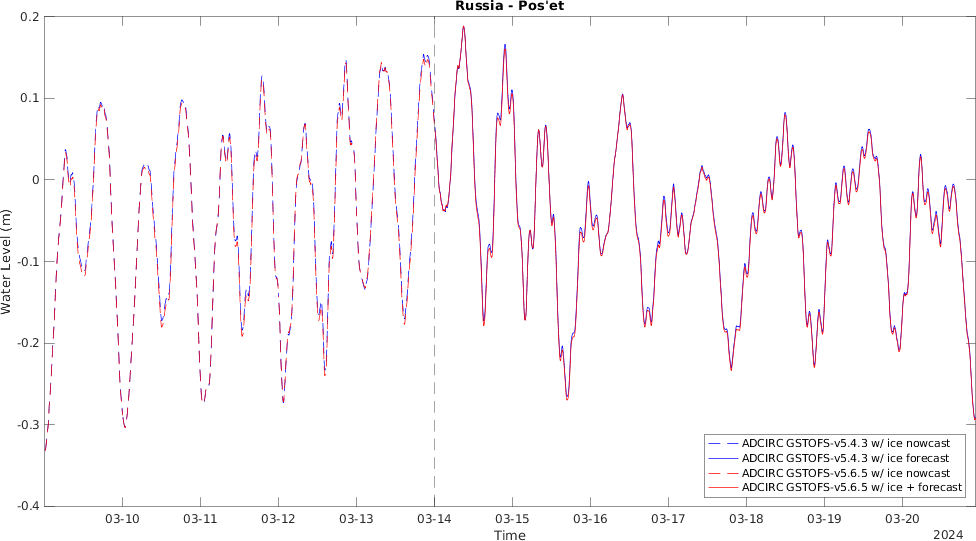 Russia - Pos'et
0.2
0.1
0
-0.1
-0.2
-0.3
-0.4
Water Level (m)
ADCIRC GSTOFS-v5.4.3 w/ ice nowcast
ADCIRC GSTOFS-v5.4.3 w/ ice forecast
ADCIRC GSTOFS-v5.6.5 w/ ice nowcast
ADCIRC GSTOFS-v5.6.5 w/ ice + forecast
03-10 03-11 03-12 03-13 03-14 03-15 03-16 03-17 03-18 03-19 03-20
Time
2024